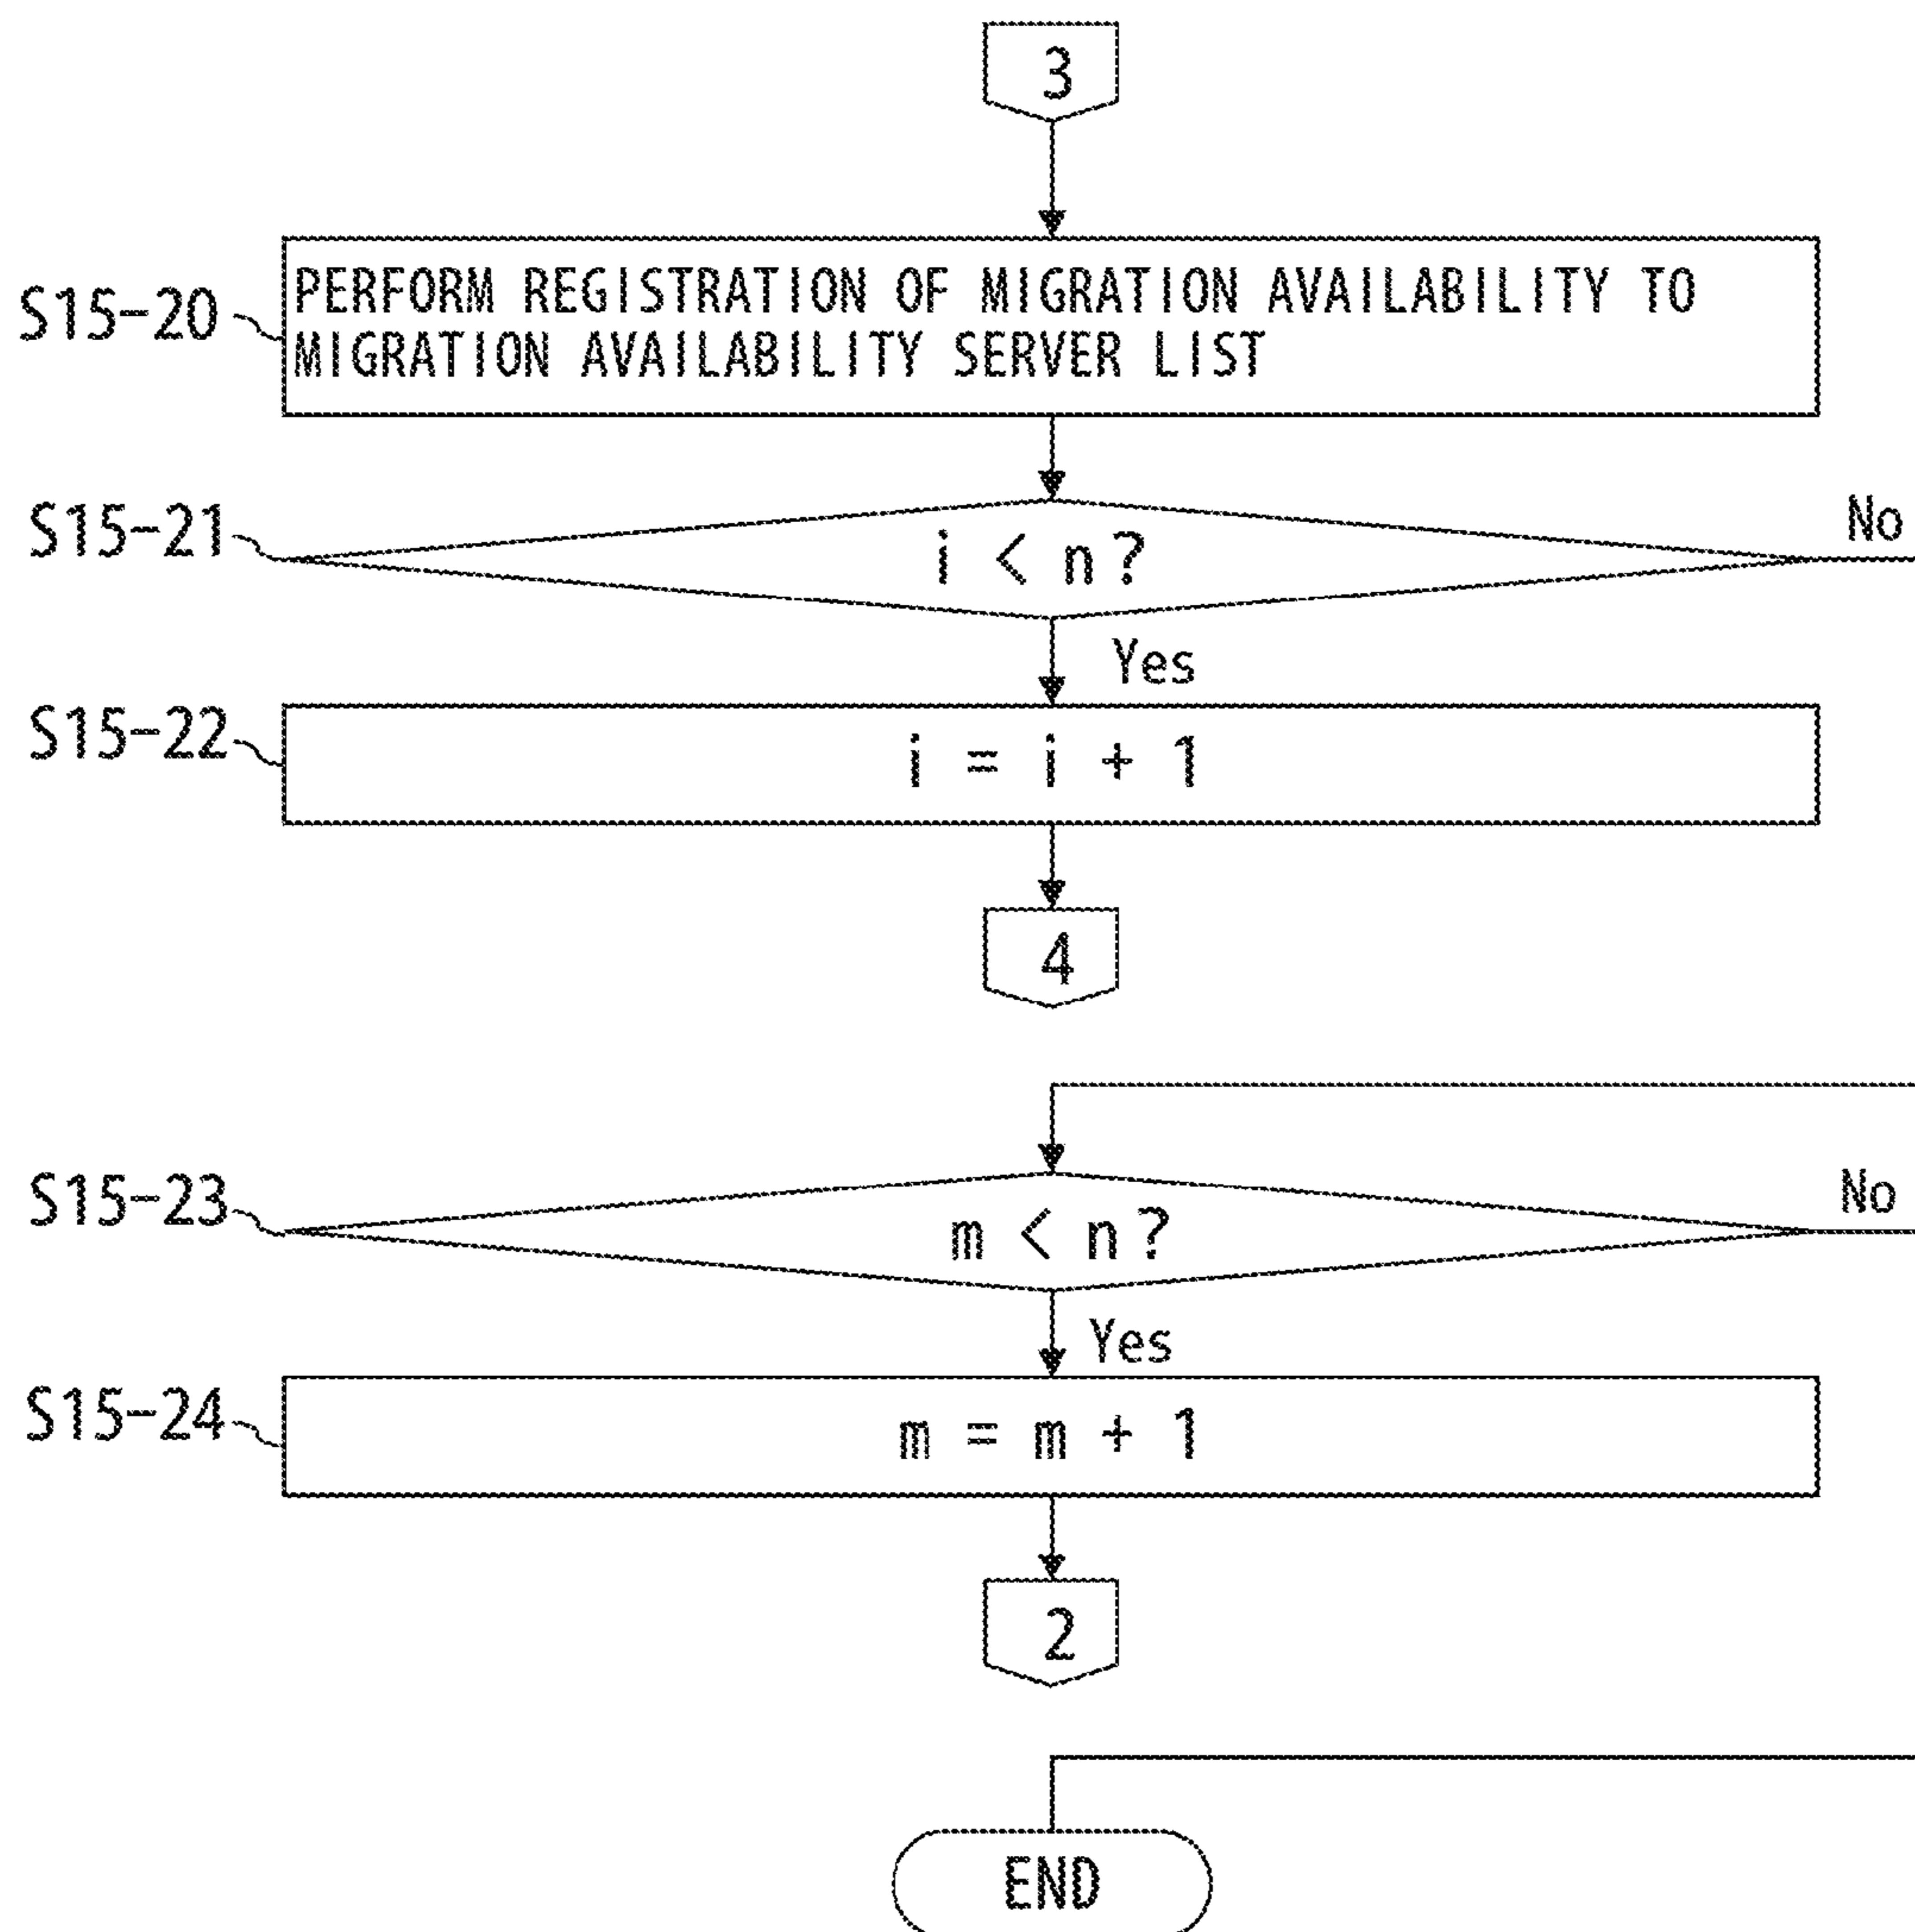 3
S15-20
PERFORM REGISTRATION OF MIGRATION AVAILABILITY TO
MIGRATION AVAILABILITY SERVER LIST
S15-21
i < n?
No
Yes
S15-22
i = i + 1
4
S15-23
m < n?
No
Yes
S15-24
m = m + 1
2
END